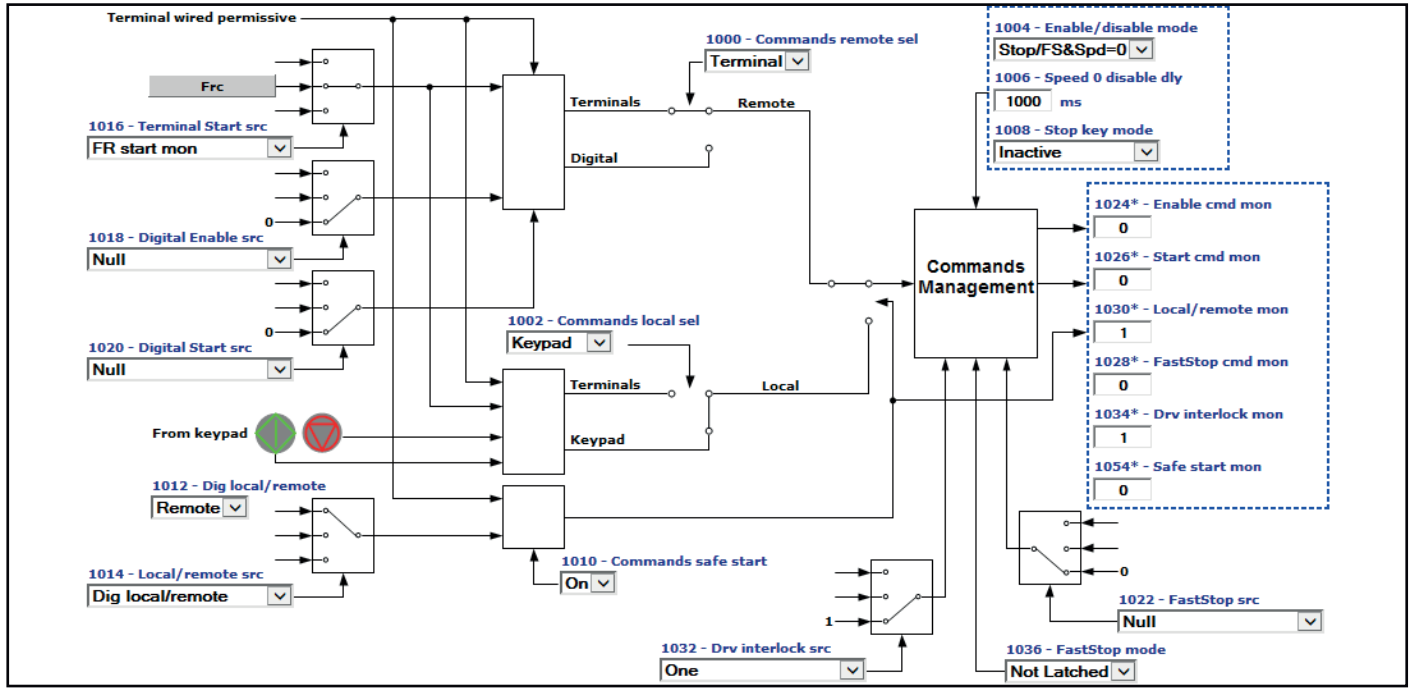 Terminal wired permissive
1000 - Commands remote sel
Terminal
1004 - Enable/disable mode
Stop/FS&Spd=0
1006 - Speed 0 disable dly
1000 ms
1008 - Stop key mode
Inactive
Frc
1016 - Terminal Start src
FR start mon
Terminals
Remote
Digital
0
1018 - Digital Enable src
Null
0
1020 - Digital Start src
Null
1002 - Commands local sel
Keypad
Terminals
Local
Keypad
From keypad
Commands
Management
1024* - Enable cmd mon
0
1026* - Start cmd mon
0
1030* - Local/remote mon
1
1028* - FastStop cmd mon
0
1034* - Drv interlock mon
1
1054* - Safe start mon
0
1012 - Dig local/remote
Remote
1014 - Local/remote src
Dig local/remote
1010 - Commands safe start
On
1
1032 - Drv interlock src
One
0
1022 - FastStop src
Null
1036 - FastStop mode
Not Latched